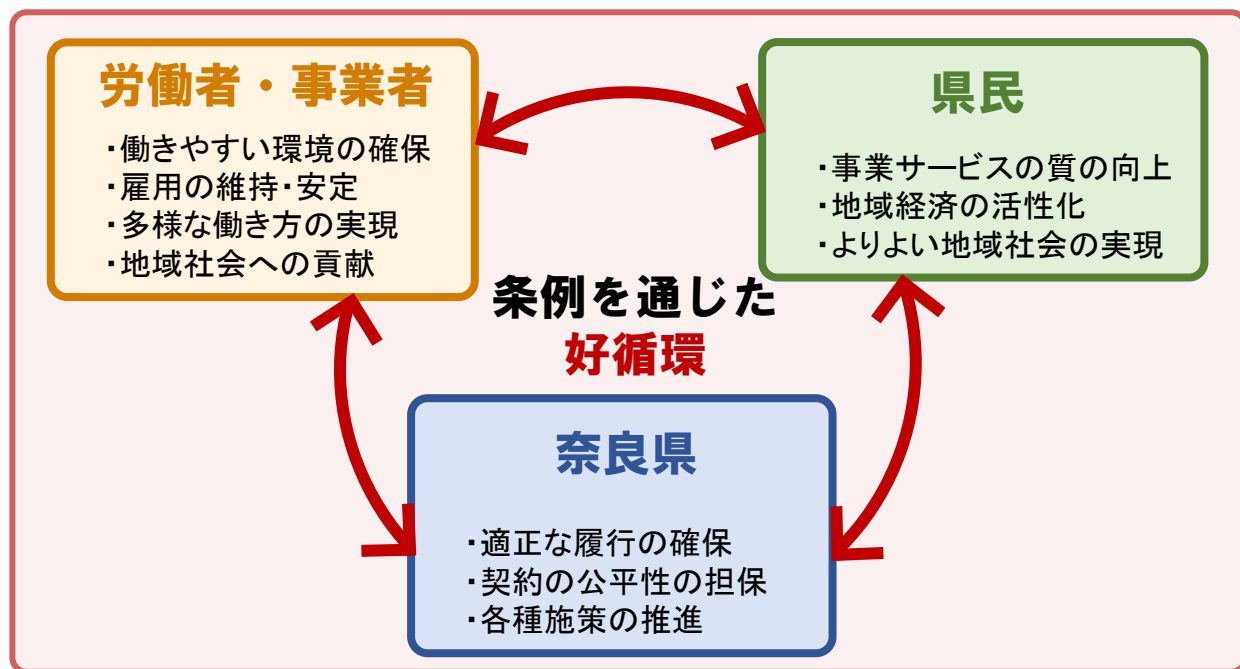 労働者・事業者
・働きやすい環境の確保
・雇用の維持・安定
・多様な働き方の実現
・地域社会への貢献
県民
・事業サービスの質の向上
・地域経済の活性化
・よりよい地域社会の実現
条例を通じた
好循環
奈良県
・適正な履行の確保
・契約の公平性の担保
・各種施策の推進